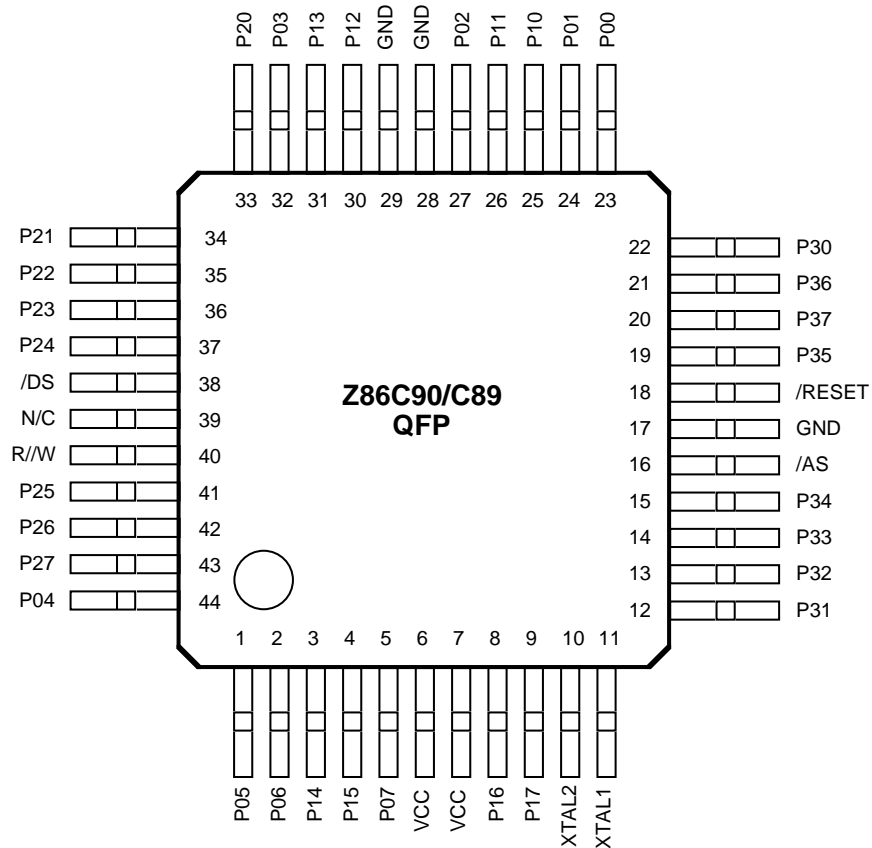 P20 P03 P13 P12 GND GND P02 P11 P10 P01 P00
33 32 31 30 29 28 27 26 25 24 23
P21 34
22 P30
P22 35
21 P36
P23 36
20 P37
P24 37
19 P35
/DS 38
18 /RESET
Z86C90/C89
QFP
N/C 39
17 GND
R//W 40
16 /AS
P25 41
15 P34
P26 42
14 P33
P27 43
13 P32
P04 44
12 P31
1 2 3 4 5 6 7 8 9 10 11
P05 P06 P14 P15 P07 VCC VCC P16 P17 XTAL2 XTAL1